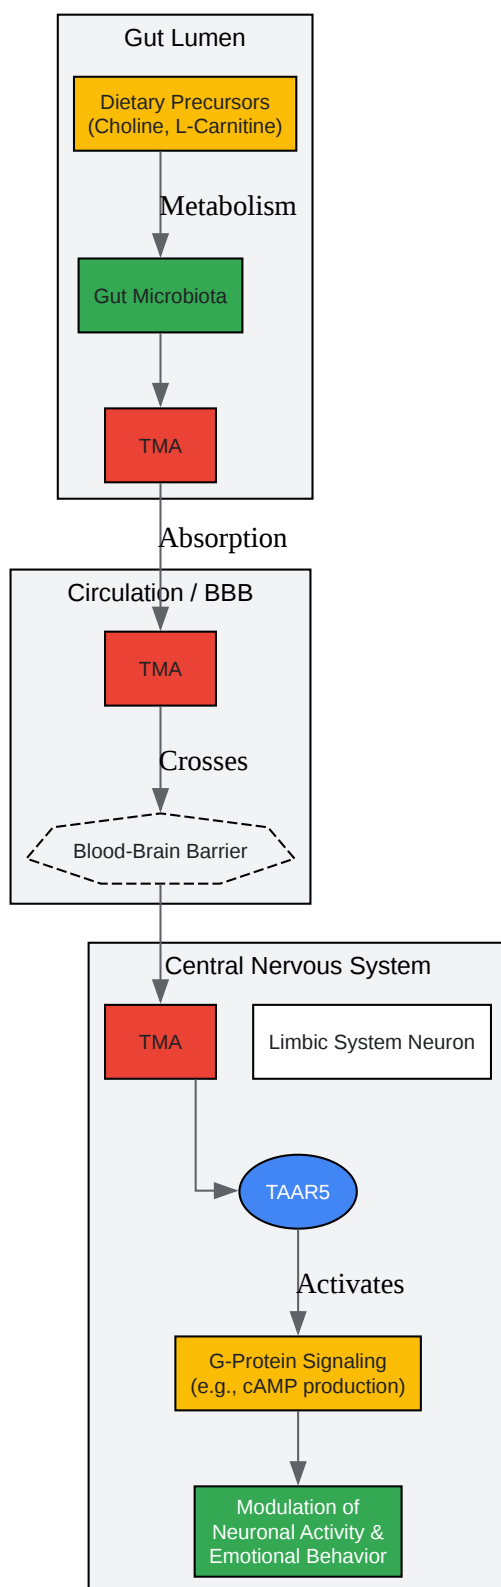 Gut Lumen
Dietary Precursors
(Choline, L-Carnitine)
Metabolism
Gut Microbiota
TMA
Absorption
Circulation / BBB
TMA
Crosses
Blood-Brain Barrier
Central Nervous System
TMA
Limbic System Neuron
TAAR5
Activates
G-Protein Signaling
(e.g., cAMP production)
Modulation of
Neuronal Activity &
Emotional Behavior